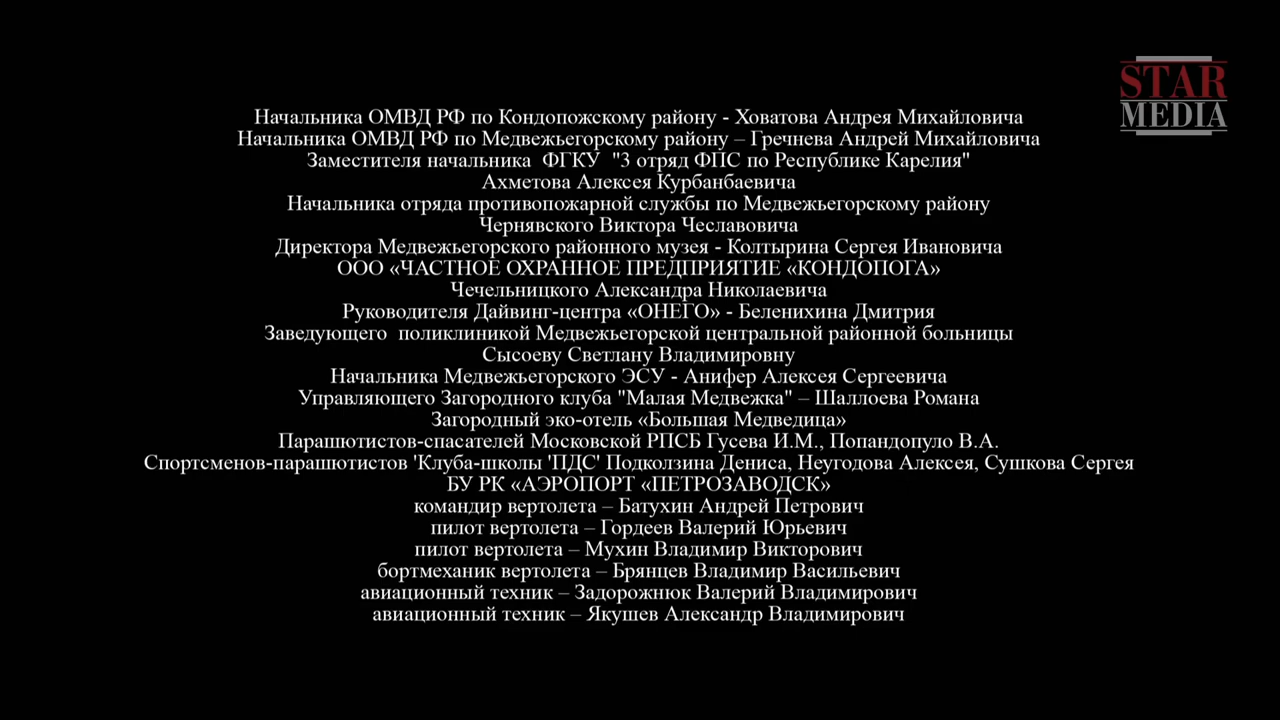 STAR
MEDIA
Начальника ОМВД РФ по Кондопожскому району - Ховатова Андрея Михайловича
Начальника ОМВД РФ по Медвежьегорскому району – Гречнева Андрей Михайловича
Заместителя начальника  ФГКУ  "3 отряд ФПС по Республике Карелия"
Ахметова Алексея Курбанбаевича
Начальника отряда противопожарной службы по Медвежьегорскому району
Чернявского Виктора Чеславовича
Директора Медвежьегорского районного музея - Колтырина Сергея Ивановича
ООО «ЧАСТНОЕ ОХРАННОЕ ПРЕДПРИЯТИЕ «КОНДОПОГА»
Чечельницкого Александра Николаевича
Руководителя Дайвинг-центра «ОНЕГО» - Беленихина Дмитрия
Заведующего  поликлиникой Медвежьегорской центральной районной больницы
Сысоеву Светлану Владимировну
Начальника Медвежьегорского ЭСУ - Анифер Алексея Сергеевича
Управляющего Загородного клуба "Малая Медвежка" – Шаллоева Романа
Загородный эко-отель «Большая Медведица»
Парашютистов-спасателей Московской РПСБ Гусева И.М., Попандопуло В.А.
Спортсменов-парашютистов 'Клуба-школы 'ПДС' Подколзина Дениса, Неугодова Алексея, Сушкова Сергея
БУ РК «АЭРОПОРТ «ПЕТРОЗАВОДСК»
командир вертолета – Батухин Андрей Петрович
пилот вертолета – Гордеев Валерий Юрьевич
пилот вертолета – Мухин Владимир Викторович
бортмеханик вертолета – Брянцев Владимир Васильевич
авиационный техник – Задорожнюк Валерий Владимирович
авиационный техник – Якушев Александр Владимирович